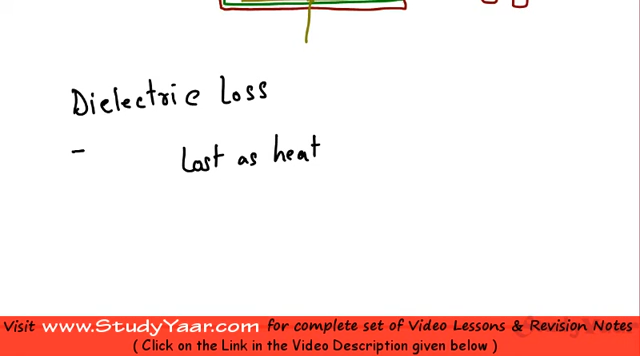 Dielectric Loss
- Lost as heat
Visit www.StudyYaar.com for complete set of Video Lessons & Revision Notes
( Click on the Link in the Video Description given below )